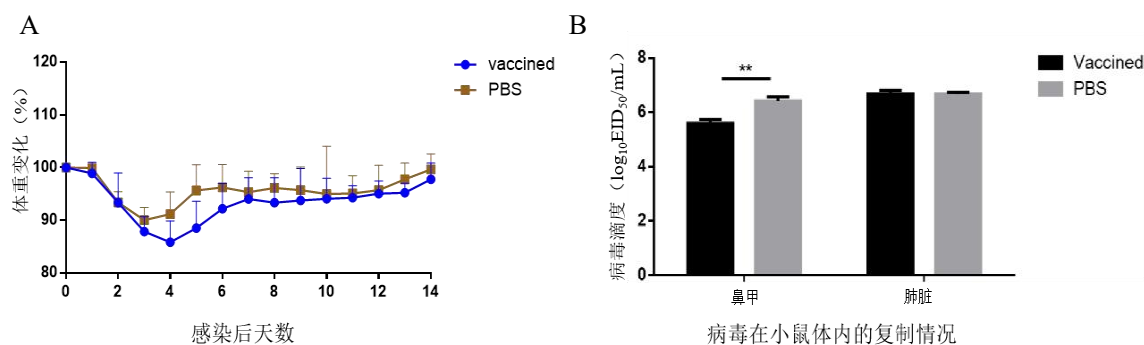 A
体重变化（%）
120
110
100
90
80
0 2 4 6 8 10 12 14
感染后天数
vaccined
PBS
B
病毒滴度（log10EID50/mL）
8
6
4
2
0
**
鼻甲 肺脏
病毒在小鼠体内的复制情况
Vaccined
PBS